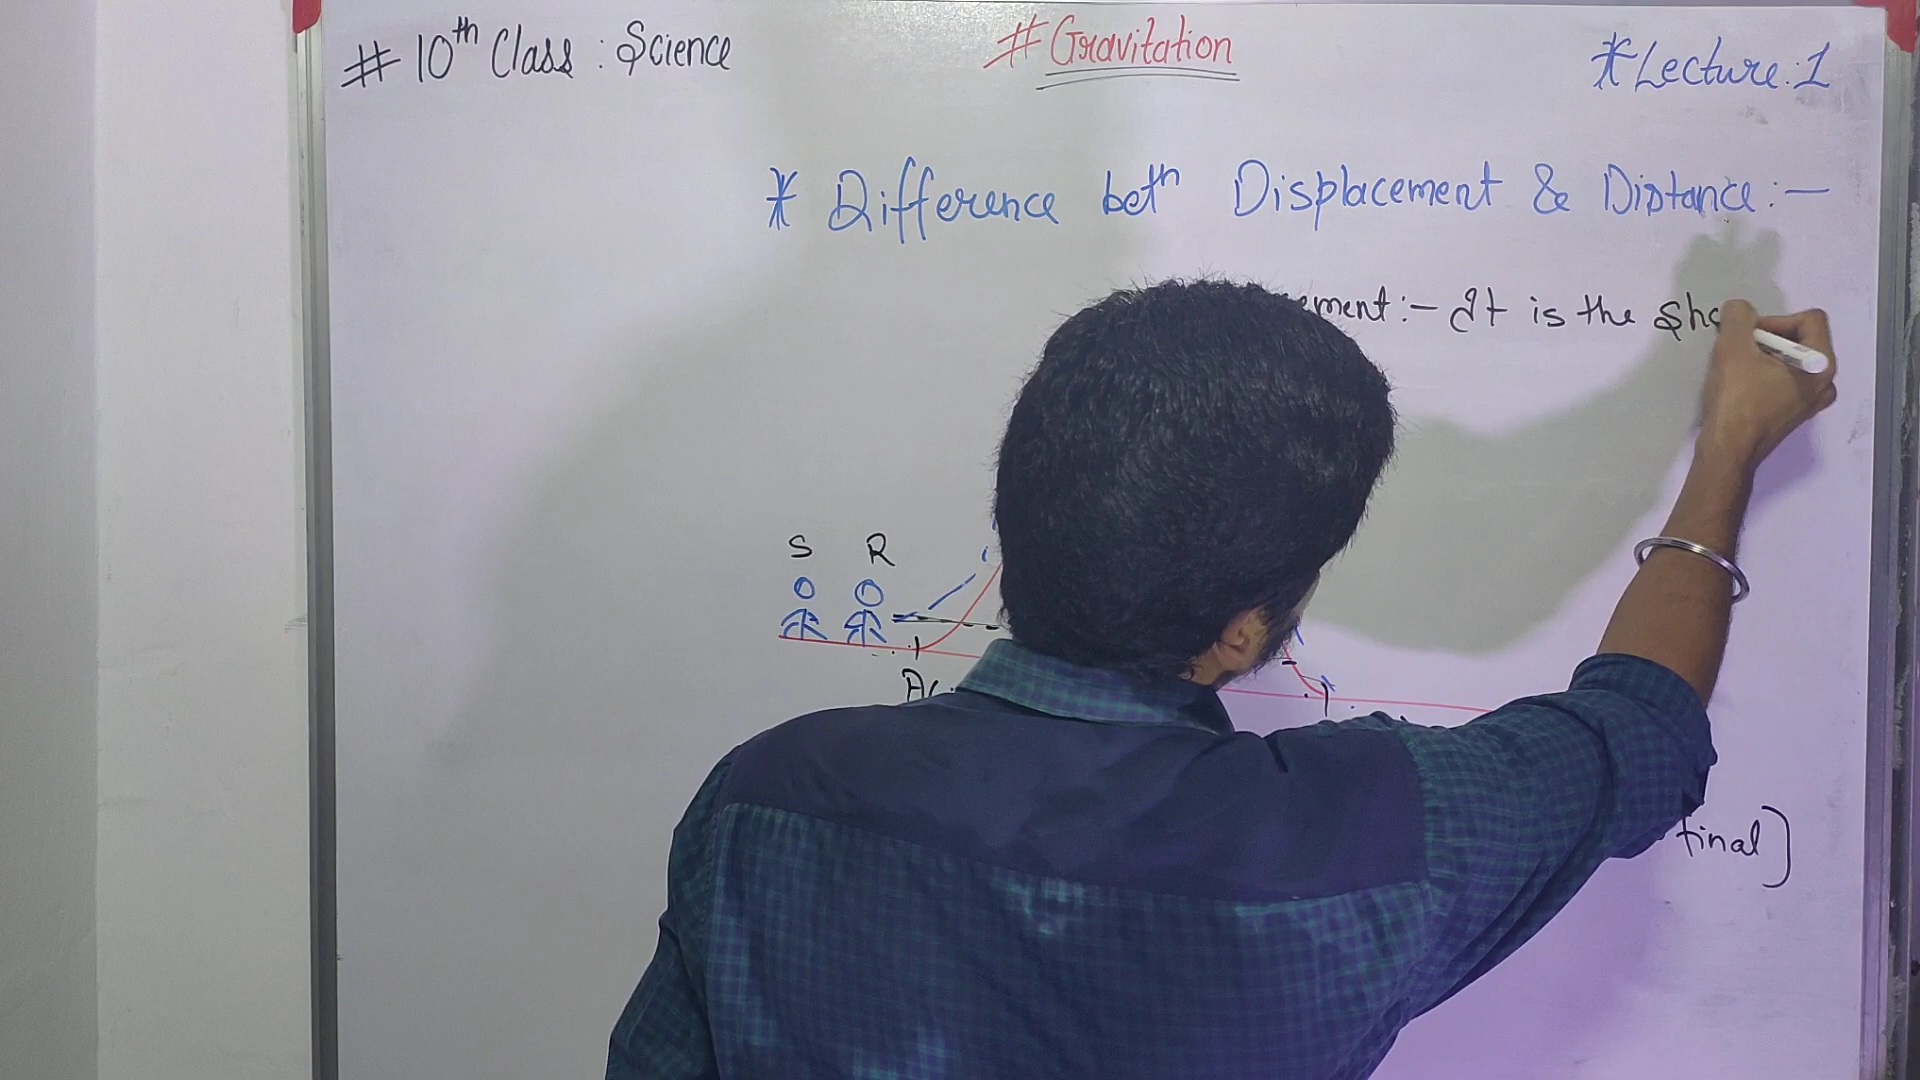 # 10th Class : Science
# Gravitation
* Lecture : 1
* Difference betn Displacement & Distance :-
ement :- It is the Sho
S R
A(
final]